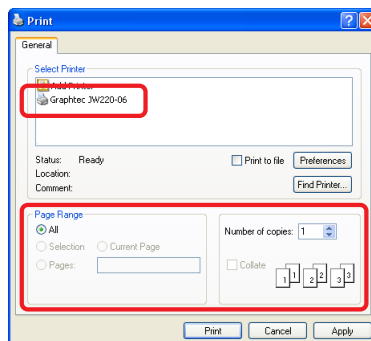 Print
General
Select Printer
Add Printer
Graphtec JW220-06
Status: Ready
Print to file
Preferences
Location:
Comment:
Find Printer...
Page Range
All
Selection
Current Page
Pages:
Number of copies: 1
Collate
1 1 2 2 3 3
Print
Cancel
Apply